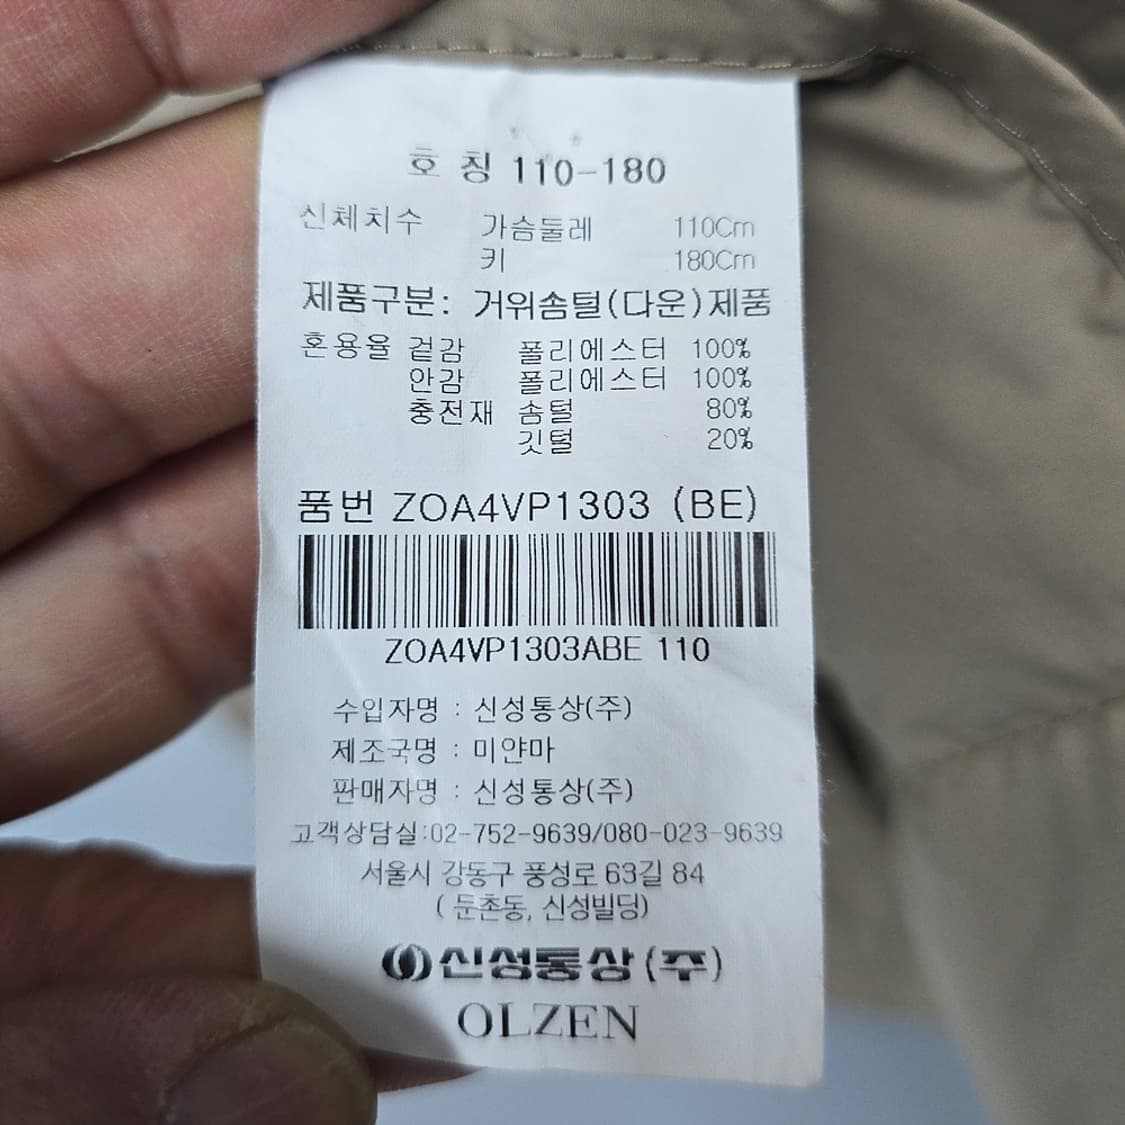 호 칭 110-180
신체치수 가슴둘레 110Cm
키 180Cm
제품구분: 거위솜털(다운)제품
혼용율 겉감 폴리에스터 100%
안감 폴리에스터 100%
충전재 솜털 80%
깃털 20%
품번 ZOA4VP1303 (BE)
ZOA4VP1303ABE 110
수입자명 : 신성통상(주)
제조국명 : 미얀마
판매자명 : 신성통상(주)
고객상담실:02-752-9639/080-023-9639
서울시 강동구 풍성로 63길 84
( 둔촌동, 신성빌딩)
신성통상(주)
OLZEN